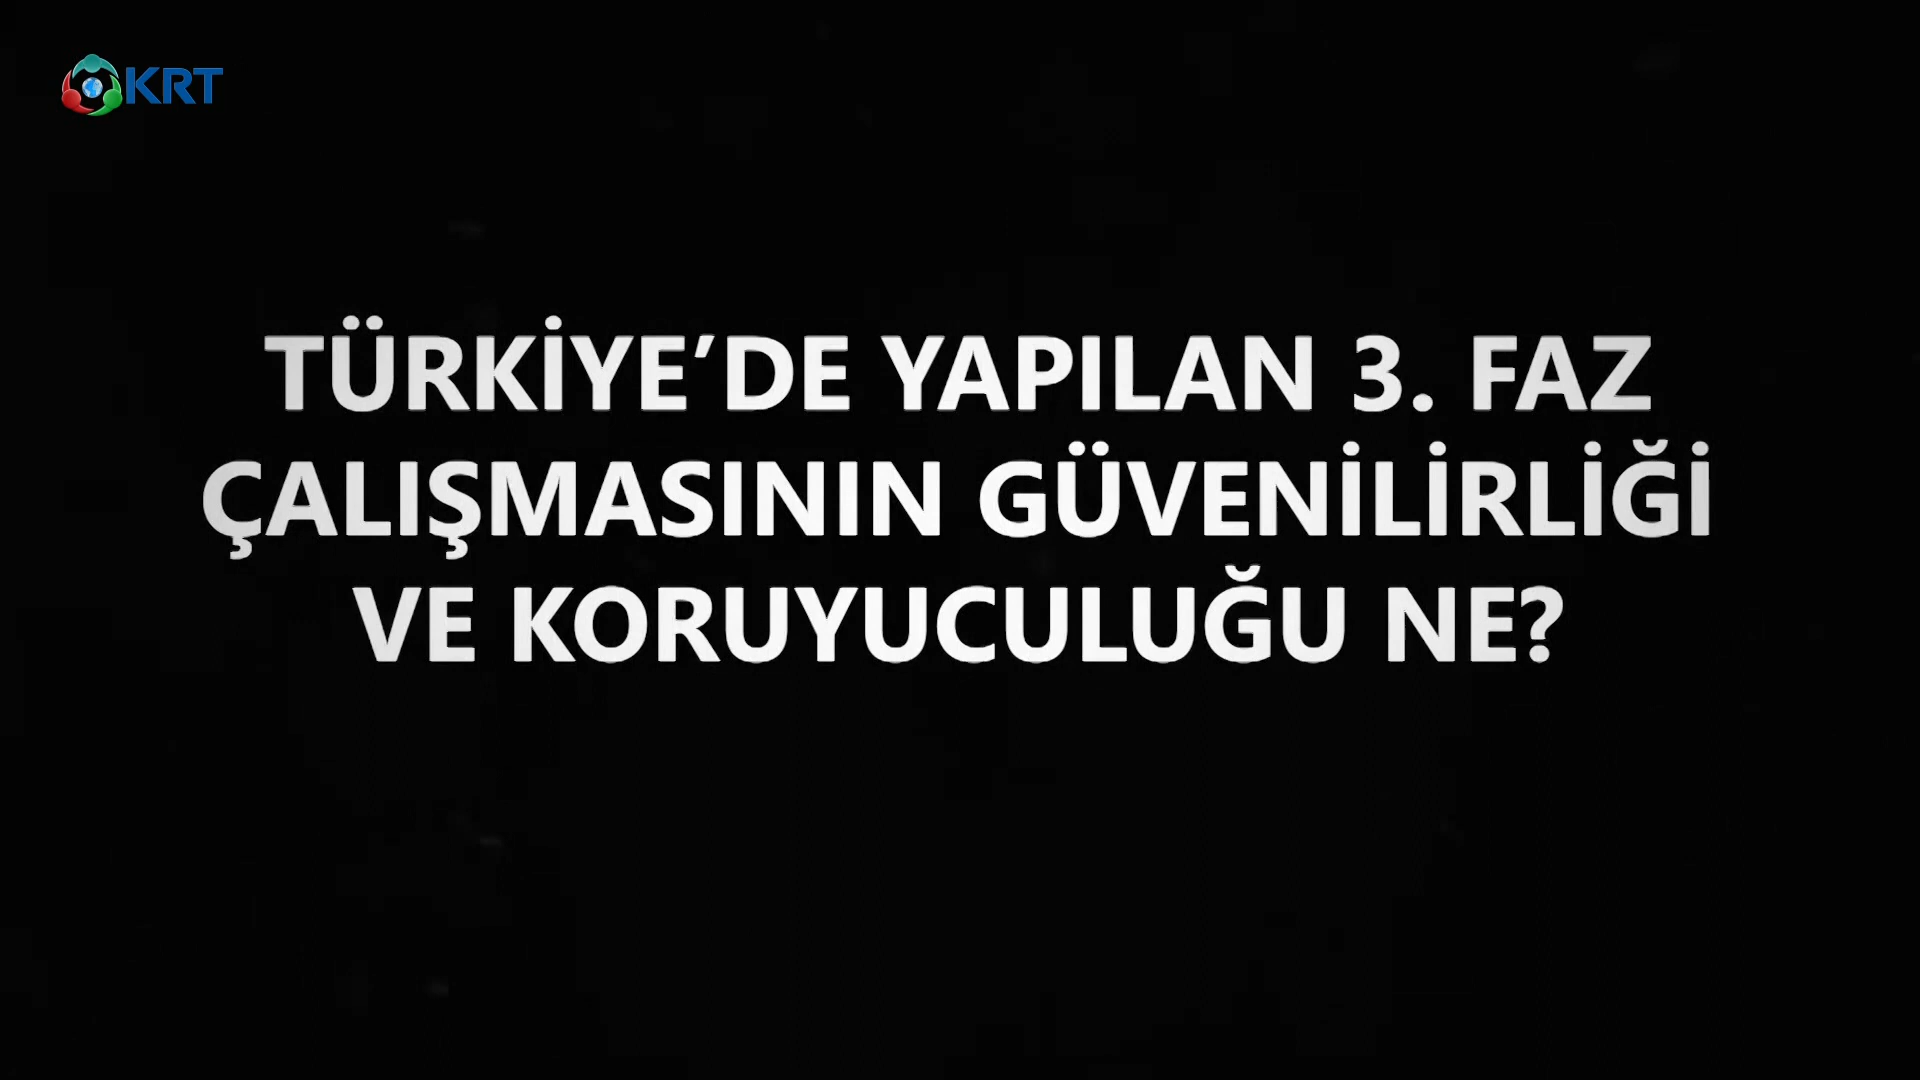 KRT
TÜRKİYE’DE YAPILAN 3. FAZ
ÇALIŞMASININ GÜVENİLİRLİĞİ
VE KORUYUCULUĞU NE?